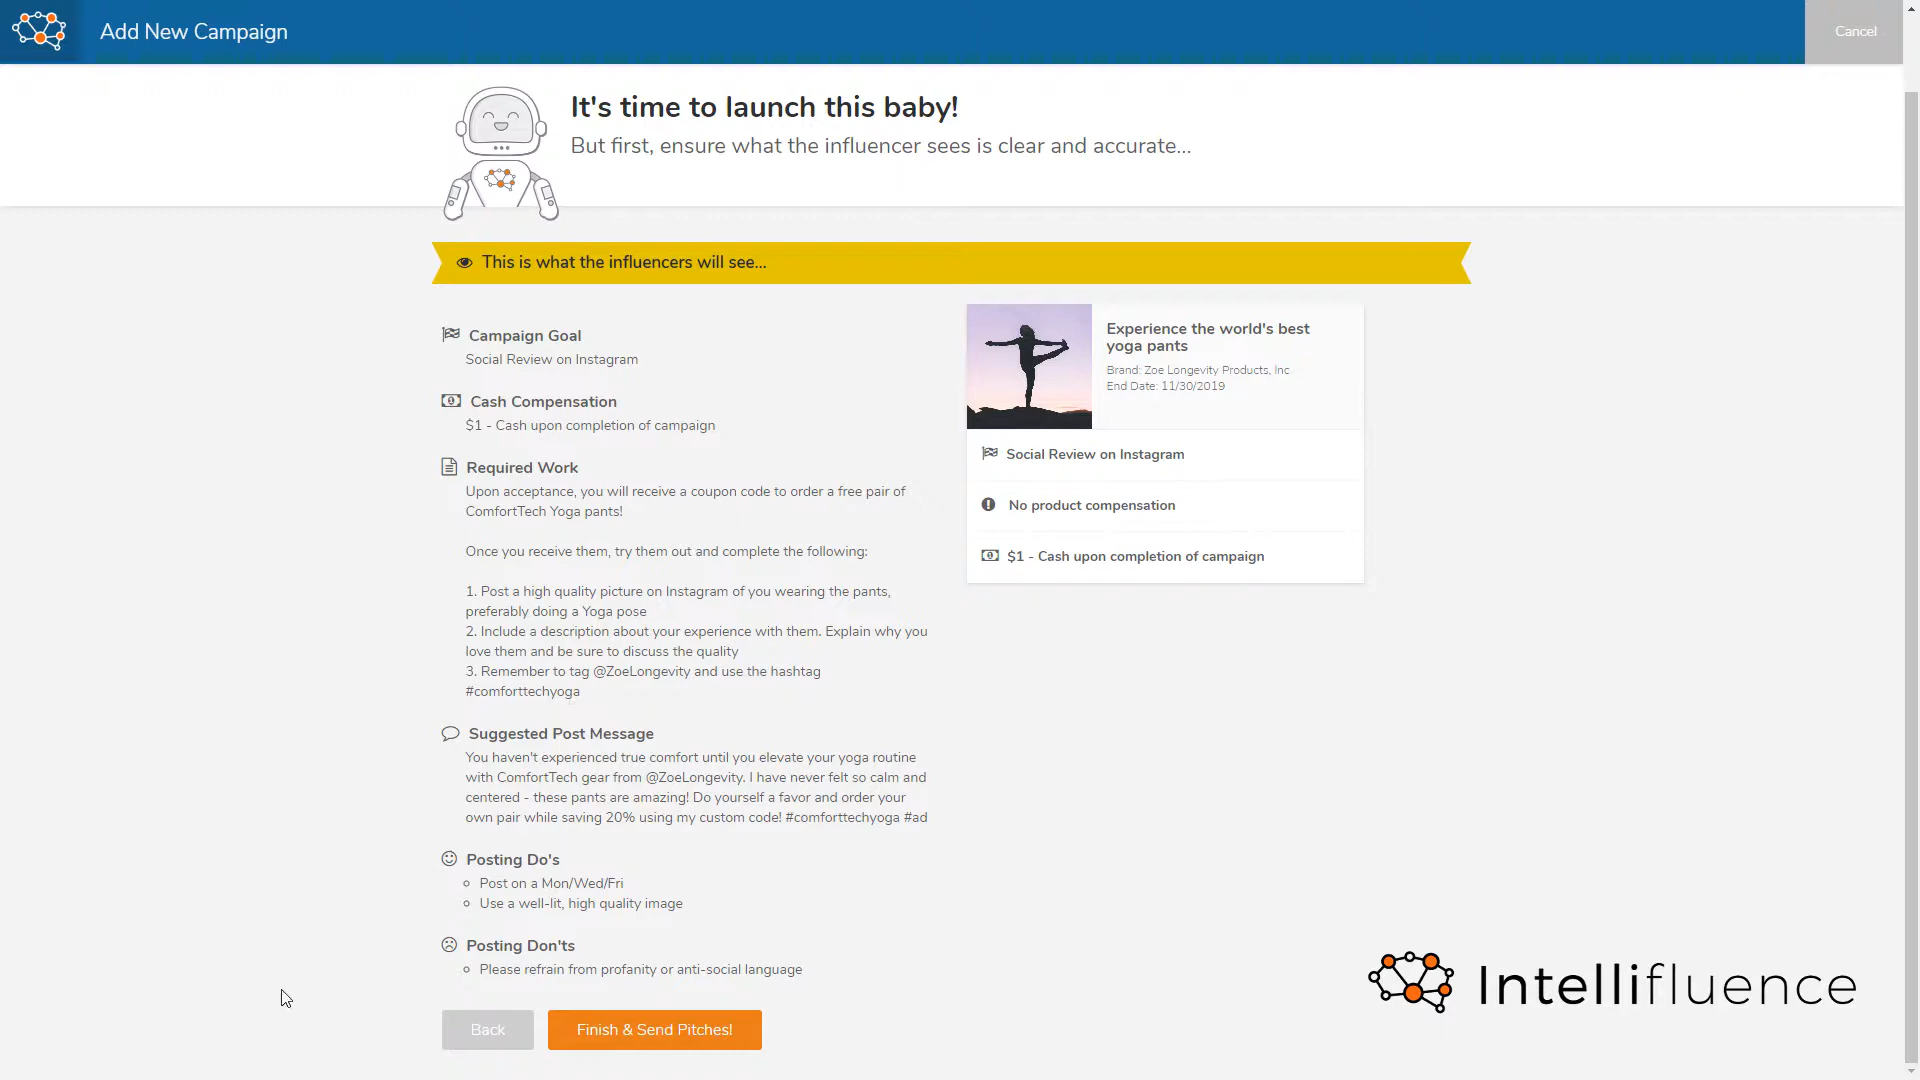 Add New Campaign
Cancel
It's time to launch this baby!
But first, ensure what the influencer sees is clear and accurate...
This is what the influencers will see...
Campaign Goal
Social Review on Instagram
Cash Compensation
$1 - Cash upon completion of campaign
Required Work
Upon acceptance, you will receive a coupon code to order a free pair of
ComfortTech Yoga pants!
Once you receive them, try them out and complete the following:
1. Post a high quality picture on Instagram of you wearing the pants,
preferably doing a Yoga pose
2. Include a description about your experience with them. Explain why you
love them and be sure to discuss the quality
3. Remember to tag @ZoeLongevity and use the hashtag
#comforttechyoga
Suggested Post Message
You haven't experienced true comfort until you elevate your yoga routine
with ComfortTech gear from @ZoeLongevity. I have never felt so calm and
centered - these pants are amazing! Do yourself a favor and order your
own pair while saving 20% using my custom code! #comforttechyoga #ad
Posting Do's
Post on a Mon/Wed/Fri
Use a well-lit, high quality image
Posting Don'ts
Please refrain from profanity or anti-social language
Back
Finish & Send Pitches!
Experience the world's best
yoga pants
Brand: Zoe Longevity Products, Inc
End Date: 11/30/2019
Social Review on Instagram
No product compensation
$1 - Cash upon completion of campaign
Intellifluence